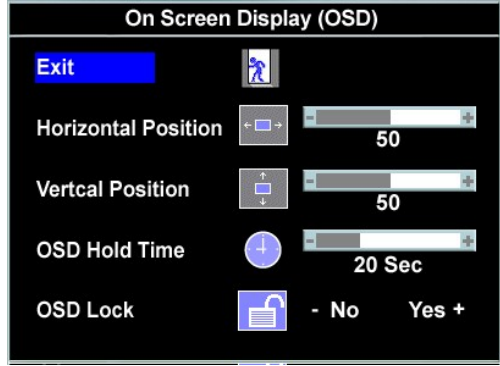 On Screen Display (OSD)
Exit
Horizontal Position - + 50
Vertcal Position - + 50
OSD Hold Time - + 20 Sec
OSD Lock - No Yes +